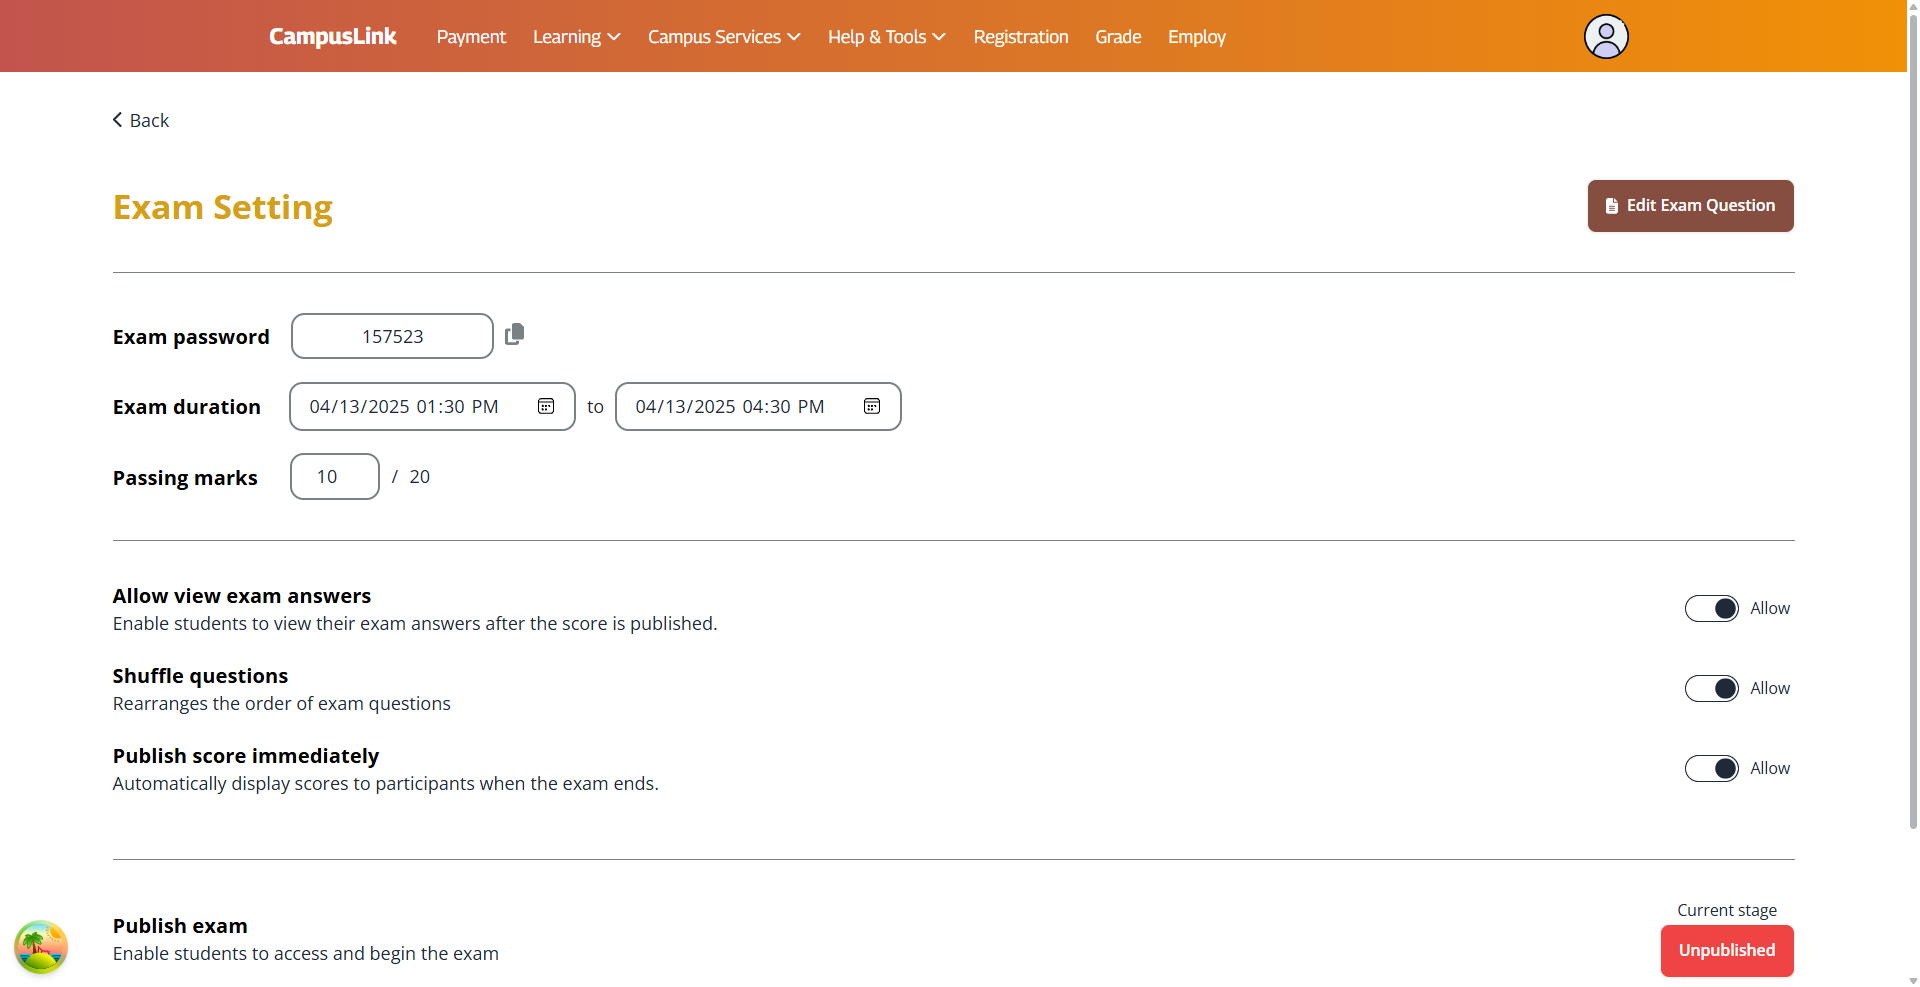 CampusLink Payment Learning Campus Services Help & Tools Registration Grade Employ
Back
Exam Setting
Edit Exam Question
Exam password 157523
Exam duration 04/13/2025 01:30 PM to 04/13/2025 04:30 PM
Passing marks 10 / 20
Allow view exam answers
Enable students to view their exam answers after the score is published.
Allow
Shuffle questions
Rearranges the order of exam questions
Allow
Publish score immediately
Automatically display scores to participants when the exam ends.
Allow
Publish exam
Enable students to access and begin the exam
Current stage
Unpublished